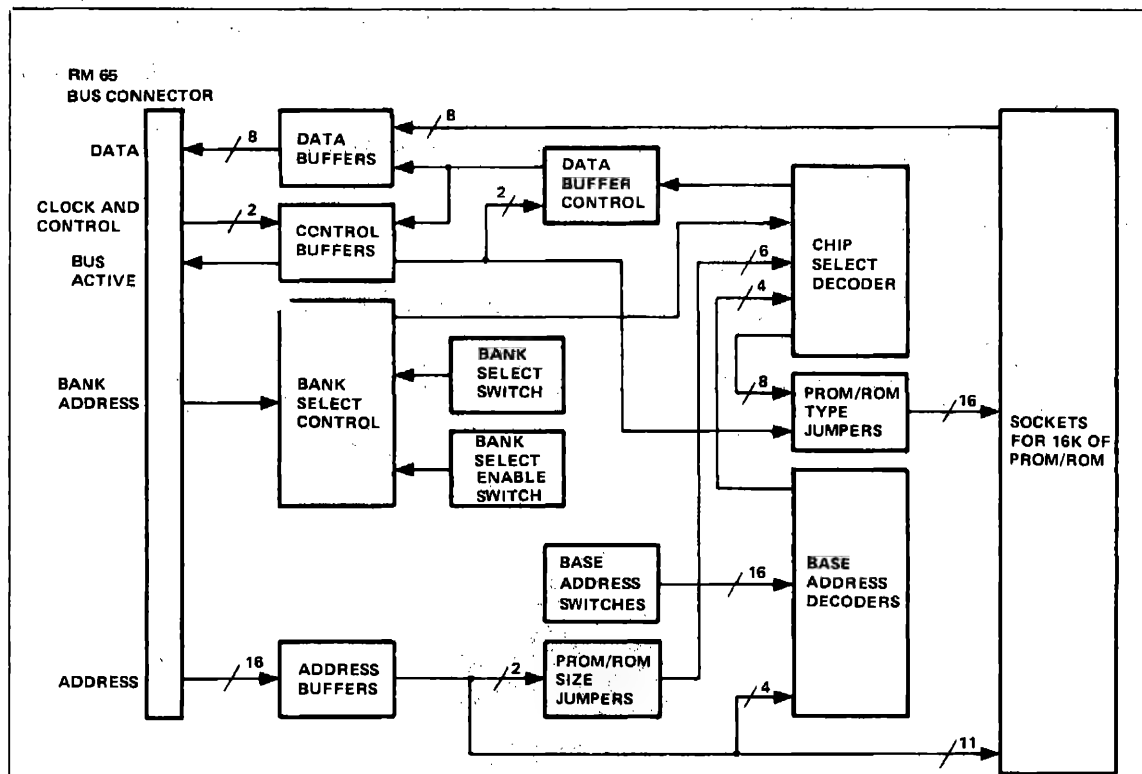 RM 65
BUS CONNECTOR
DATA
8
DATA
BUFFERS
8
CLOCK AND
CONTROL
2
CONTROL
BUFFERS
BUS
ACTIVE
2
DATA
BUFFER
CONTROL
CHIP
SELECT
DECODER
6
4
BANK
ADDRESS
BANK
SELECT
CONTROL
BANK
SELECT
SWITCH
BANK
SELECT
ENABLE
SWITCH
8
PROM/ROM
TYPE
JUMPERS
16
SOCKETS
FOR 16K OF
PROM/ROM
BASE
ADDRESS
SWITCHES
16
BASE
ADDRESS
DECODERS
ADDRESS
16
ADDRESS
BUFFERS
2
PROM/ROM
SIZE
JUMPERS
4
11